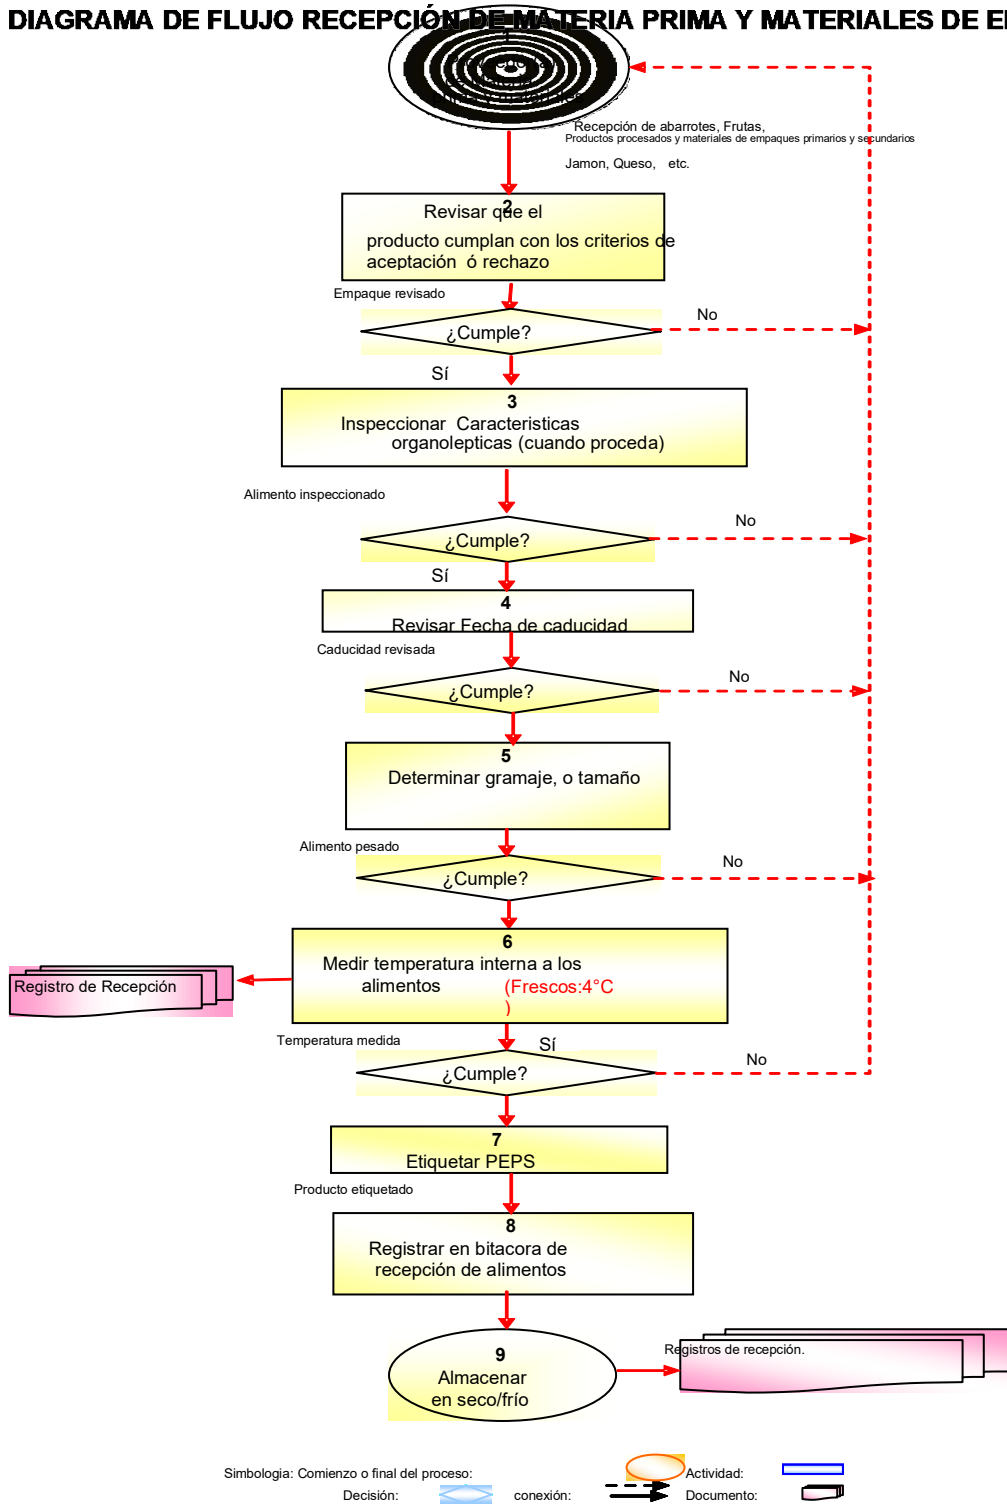 DIAGRAMA DE FLUJO RECEPCIÓN DE MATERIA PRIMA Y MATERIALES DE
1
Recepción de abarrotes, Frutas,
Productos procesados y materiales de empaques primarios y secundarios
Jamon, Queso, etc.
2
Revisar que el
producto cumplan con los criterios de
aceptación ó rechazo
Empaque revisado
¿Cumple?
No
Sí
3
Inspeccionar Caracteristicas
organolepticas (cuando proceda)
Alimento inspeccionado
¿Cumple?
No
Sí
4
Revisar Fecha de caducidad
Caducidad revisada
¿Cumple?
No
5
Determinar gramaje, o tamaño
Alimento pesado
¿Cumple?
No
6
Medir temperatura interna a los
alimentos (Frescos:4°C
)
Registro de Recepción
Temperatura medida
Sí
¿Cumple?
No
7
Etiquetar PEPS
Producto etiquetado
8
Registrar en bitacora de
recepción de alimentos
9
Almacenar
en seco/frío
Registros de recepción.
Simbologia: Comienzo o final del proceso: Actividad:
Decisión: conexión: Documento: